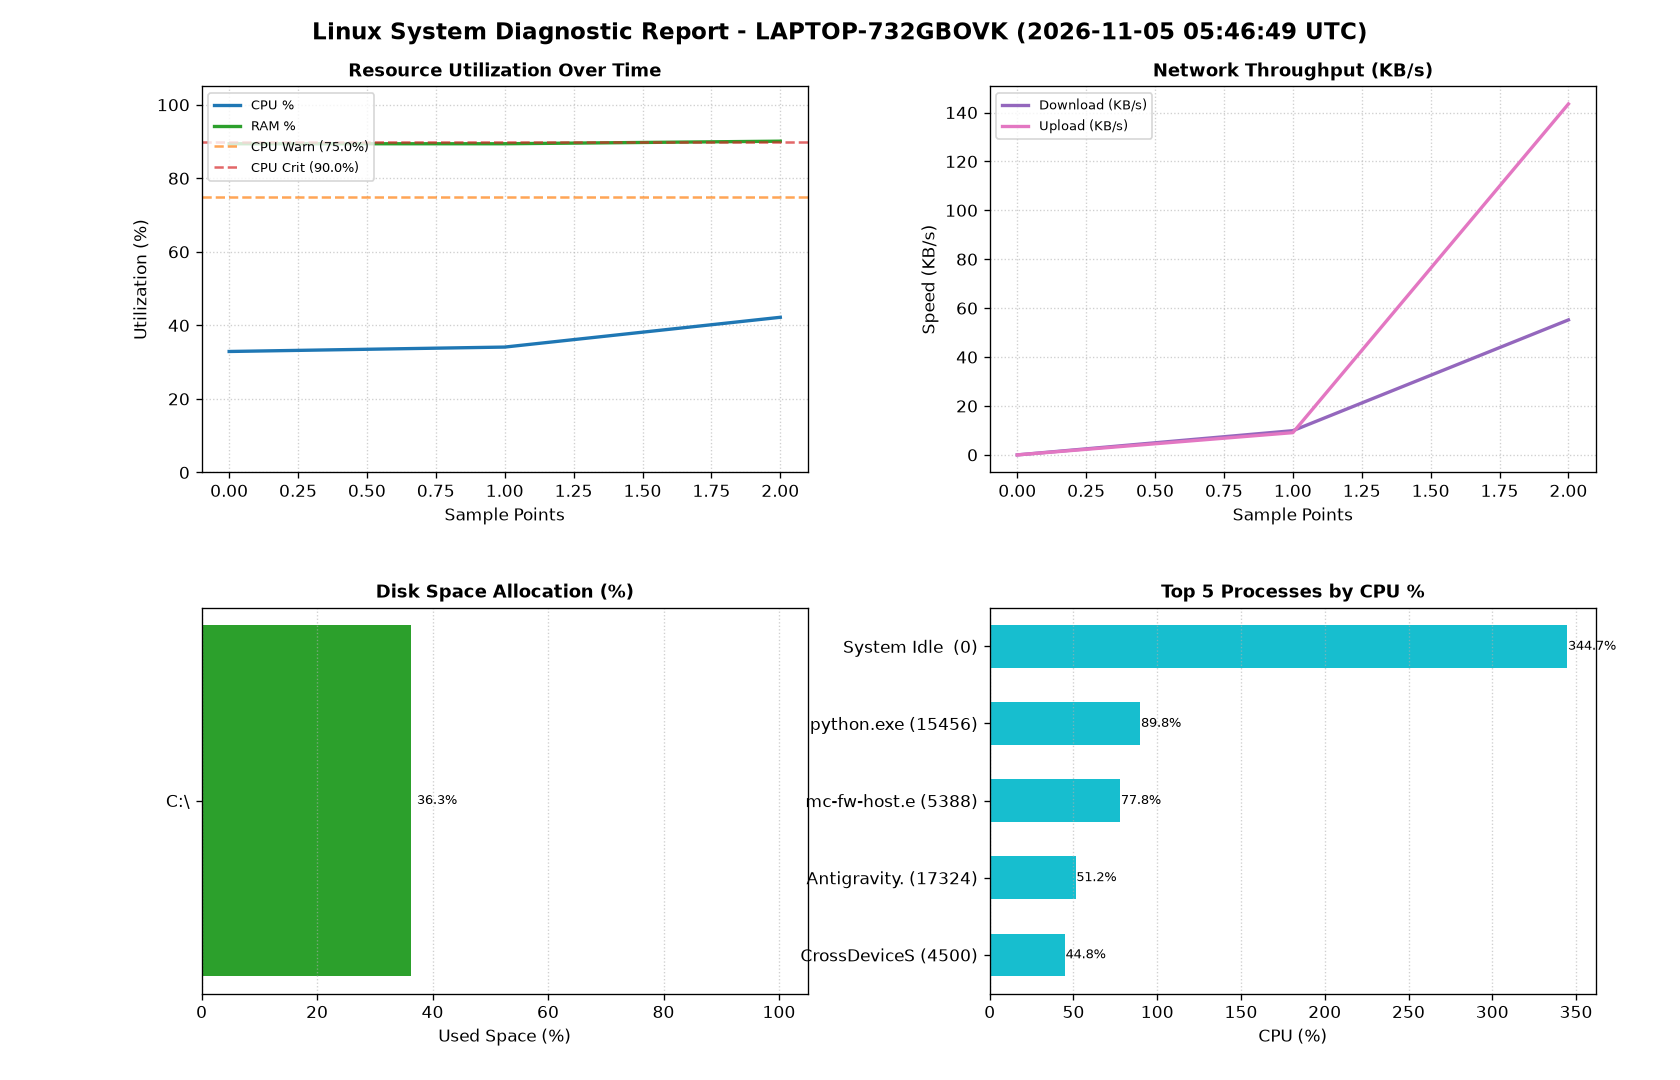 Linux System Diagnostic Report - LAPTOP-732GBOVK (2026-11-05 05:46:49 UTC)
Resource Utilization Over Time
CPU %
RAM %
CPU Warn (75.0%)
CPU Crit (90.0%)
Utilization (%)
100
80
60
40
20
0
0.00 0.25 0.50 0.75 1.00 1.25 1.50 1.75 2.00
Sample Points
Network Throughput (KB/s)
Download (KB/s)
Upload (KB/s)
Speed (KB/s)
140
120
100
80
60
40
20
0
0.00 0.25 0.50 0.75 1.00 1.25 1.50 1.75 2.00
Sample Points
Disk Space Allocation (%)
C:\
36.3%
0 20 40 60 80 100
Used Space (%)
Top 5 Processes by CPU %
System Idle  (0) 344.7%
python.exe (15456) 89.8%
mc-fw-host.e (5388) 77.8%
Antigravity. (17324) 51.2%
CrossDeviceS (4500) 44.8%
0 50 100 150 200 250 300 350
CPU (%)